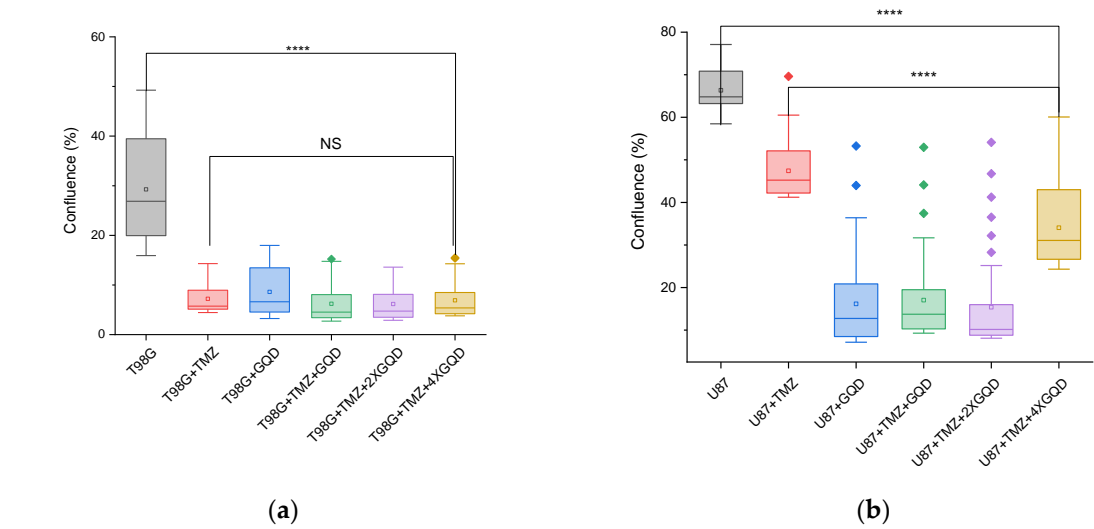 ****
NS
Confluence (%)
60
40
20
0
T98G
T98G+TMZ
T98G+GQD
T98G+TMZ+GQD
T98G+TMZ+2XGQD
T98G+TMZ+4XGQD
(a)
****
****
Confluence (%)
80
60
40
20
U87
U87+TMZ
U87+GQD
U87+TMZ+GQD
U87+TMZ+2XGQD
U87+TMZ+4XGQD
(b)